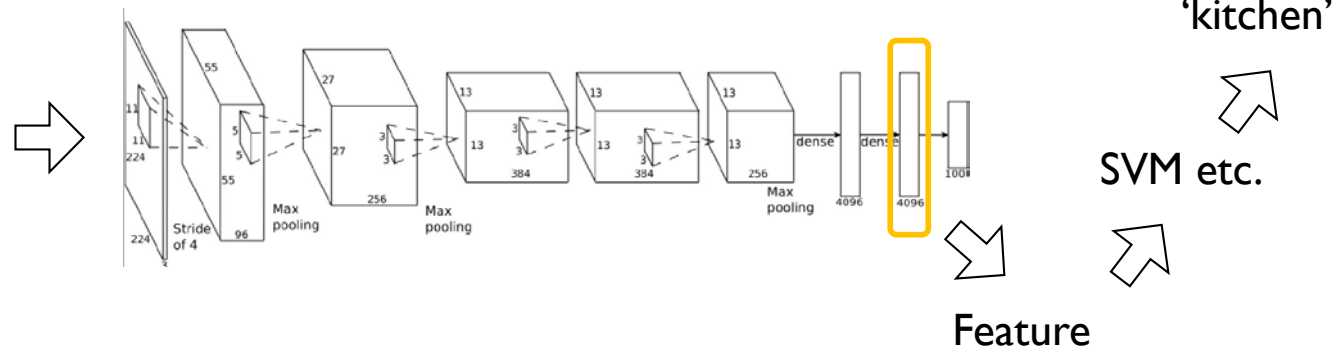 'kitchen'
55
27
13
13
13
11
11
224
5
5
55
3
3
27
3
3
13
3
3
13
13
dense
dense
1000
384
384
256
256
Max
pooling
4096
4096
Max
pooling
Max
pooling
Stride
of 4
96
224
SVM etc.
Feature